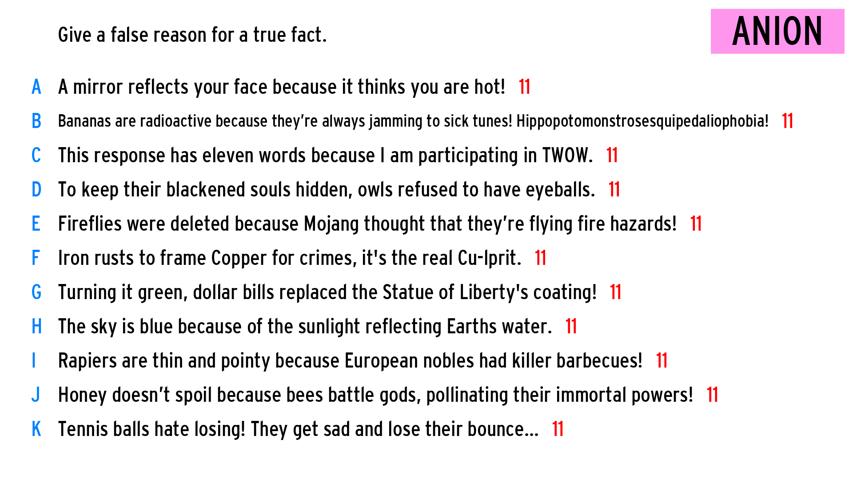 Give a false reason for a true fact.
ANION
A A mirror reflects your face because it thinks you are hot! 11
B Bananas are radioactive because they're always jamming to sick tunes! Hippopotomonstrosesquipedaliophobia! 11
C This response has eleven words because I am participating in TWOW. 11
D To keep their blackened souls hidden, owls refused to have eyeballs. 11
E Fireflies were deleted because Mojang thought that they're flying fire hazards! 11
F Iron rusts to frame Copper for crimes, it's the real Cu-lprit. 11
G Turning it green, dollar bills replaced the Statue of Liberty's coating! 11
H The sky is blue because of the sunlight reflecting Earths water. 11
I Rapiers are thin and pointy because European nobles had killer barbecues! 11
J Honey doesn't spoil because bees battle gods, pollinating their immortal powers! 11
K Tennis balls hate losing! They get sad and lose their bounce... 11